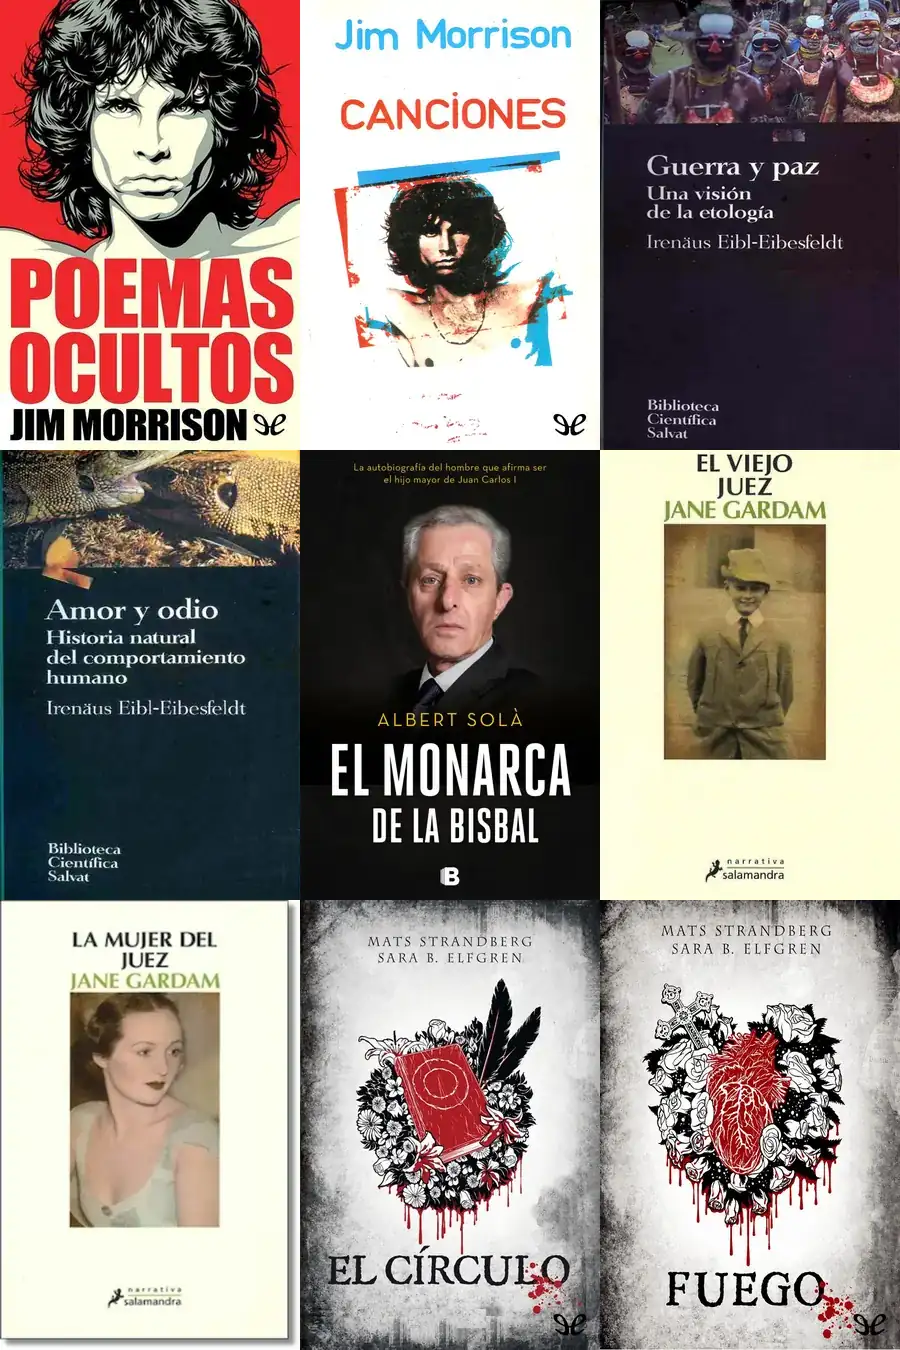 POEMAS
OCULTOS
JIM MORRISON
Jim Morrison
CANCIONES
Guerra y paz
Una visión
de la etología
Irenäus Eibl-Eibesfeldt
Biblioteca
Científica
Salvat
Amor y odio
Historia natural
del comportamiento
humano
Irenäus Eibl-Eibesfeldt
Biblioteca
Científica
Salvat
La autobiografía del hombre que afirma ser
el hijo mayor de Juan Carlos I
ALBERT SOLÀ
EL MONARCA
DE LA BISBAL
B
EL VIEJO
JUEZ
JANE GARDAM
narrativa
salamandra
LA MUJER DEL
JUEZ
JANE GARDAM
narrativa
salamandra
MATS STRANDBERG
SARA B. ELFGREN
EL CÍRCULO
MATS STRANDBERG
SARA B. ELFGREN
FUEGO